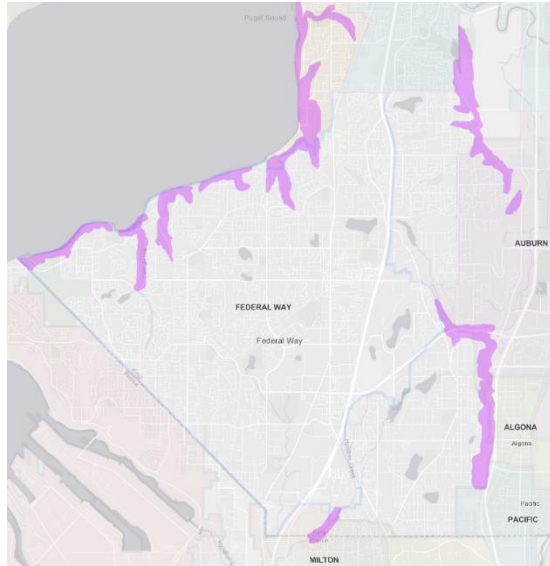 Puget Sound
AUBURN
FEDERAL WAY
Federal Way
ALGONA
Algona
Pacific
PACIFIC
MILTON